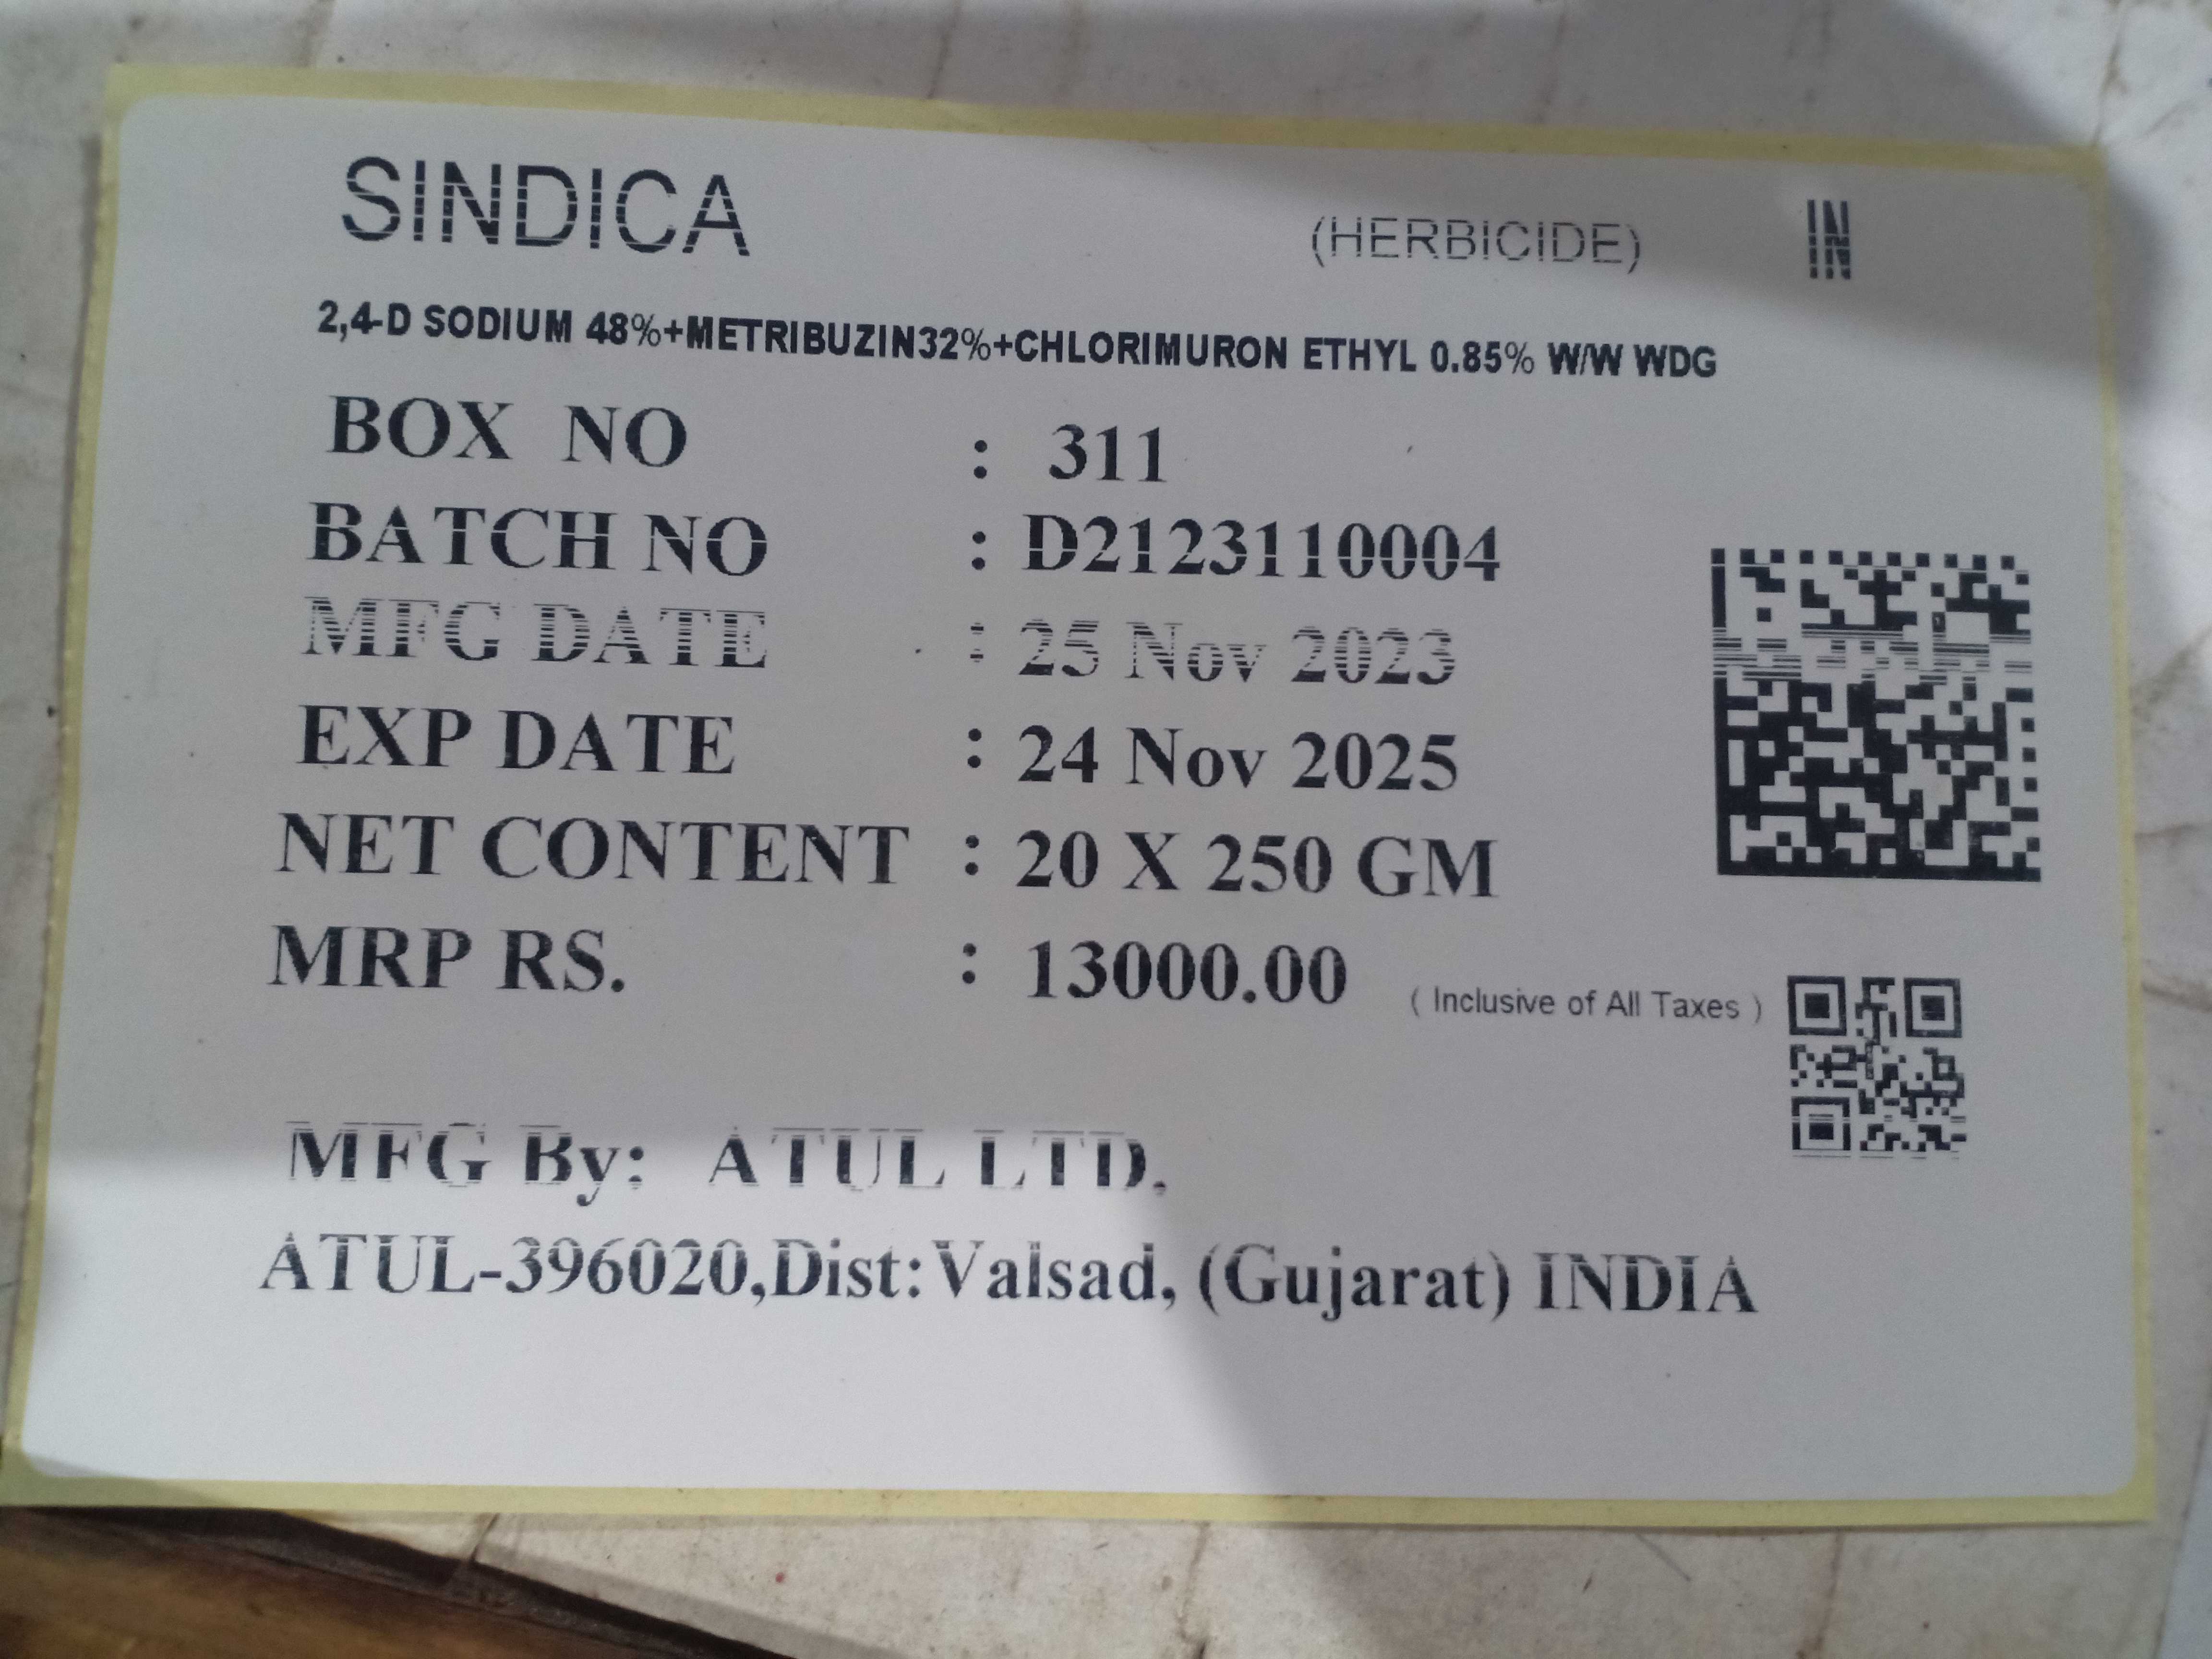 SINDICA (HERBICIDE) IN
2,4-D SODIUM 48%+METRIBUZIN32%+CHLORIMURON ETHYL 0.85% W/W WDG
BOX NO : 311
BATCH NO : D2123110004
MFG DATE : 25 Nov 2023
EXP DATE : 24 Nov 2025
NET CONTENT : 20 X 250 GM
MRP RS. : 13000.00 ( Inclusive of All Taxes )
MFG By: ATUL LTD.
ATUL-396020,Dist: Valsad, (Gujarat) INDIA